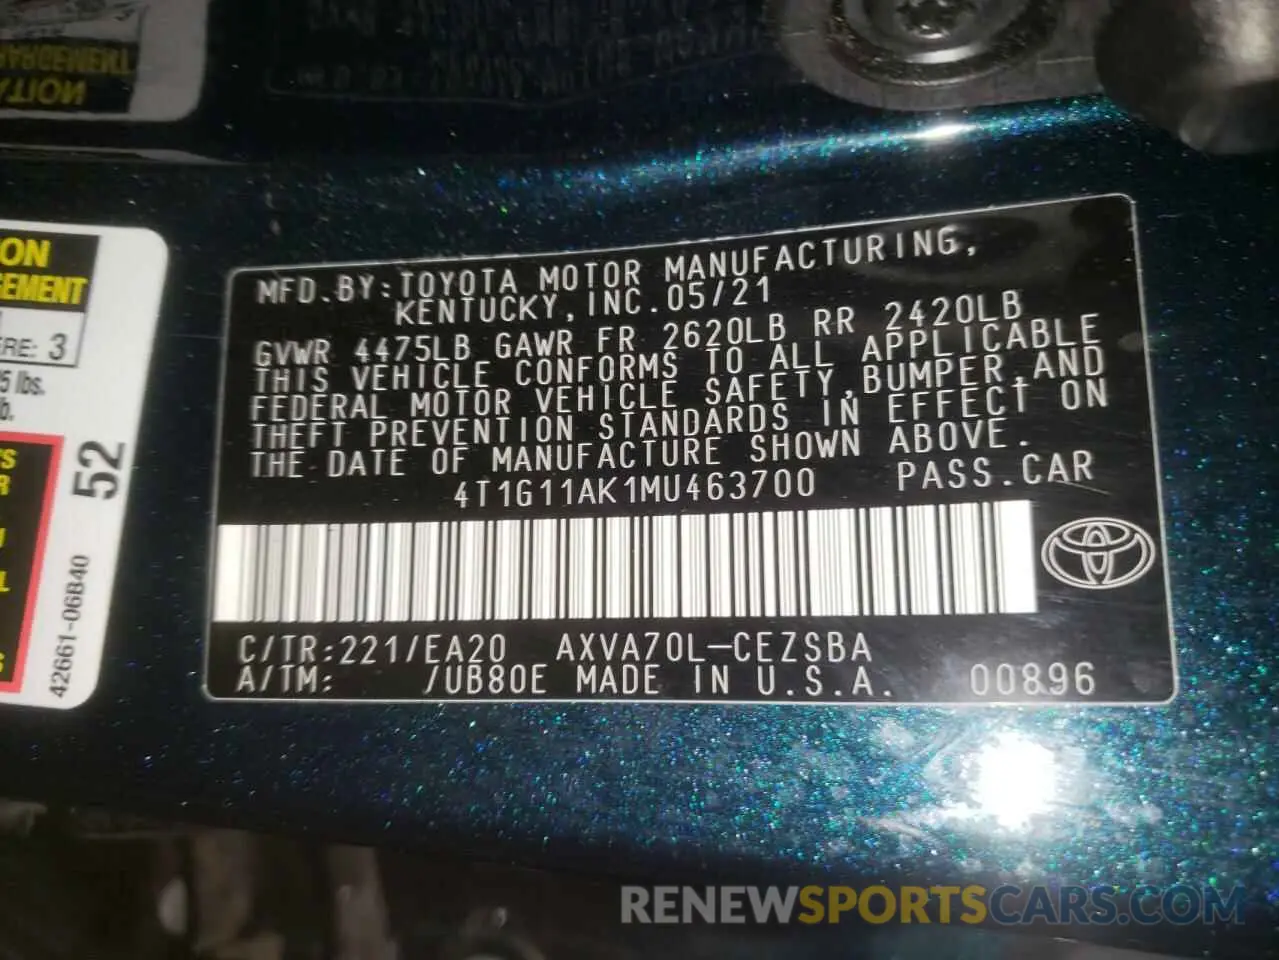 ON
GEMENT
RE: 3
5 lbs.
b.
52
42661-06B40
MFD.BY:TOYOTA MOTOR MANUFACTURING,
KENTUCKY,INC.05/21
GVWR 4475LB GAWR FR 2620LB RR 2420LB
THIS VEHICLE CONFORMS TO ALL APPLICABLE
FEDERAL MOTOR VEHICLE SAFETY,BUMPER,AND
THEFT PREVENTION STANDARDS IN EFFECT ON
THE DATE OF MANUFACTURE SHOWN ABOVE.
4T1G11AK1MU463700 PASS.CAR
C/TR:221/EA20 AXVA70L-CEZSBA
A/TM: /UB80E MADE IN U.S.A. 00896
RENEWSPORTSCARS.COM